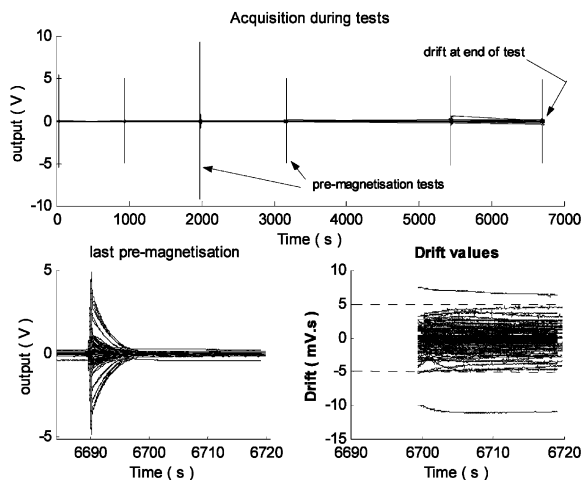 Acquisition during tests
drift at end of test
output ( V )
10
5
0
-5
-10
pre-magnetisation tests
0 1000 2000 3000 4000 5000 6000 7000
Time ( s )
last pre-magnetisation
output ( V )
5
0
-5
6690 6700 6710 6720
Time ( s )
Drift values
Drift ( mV.s )
10
5
0
-5
-10
-15
6690 6700 6710 6720
Time ( s )